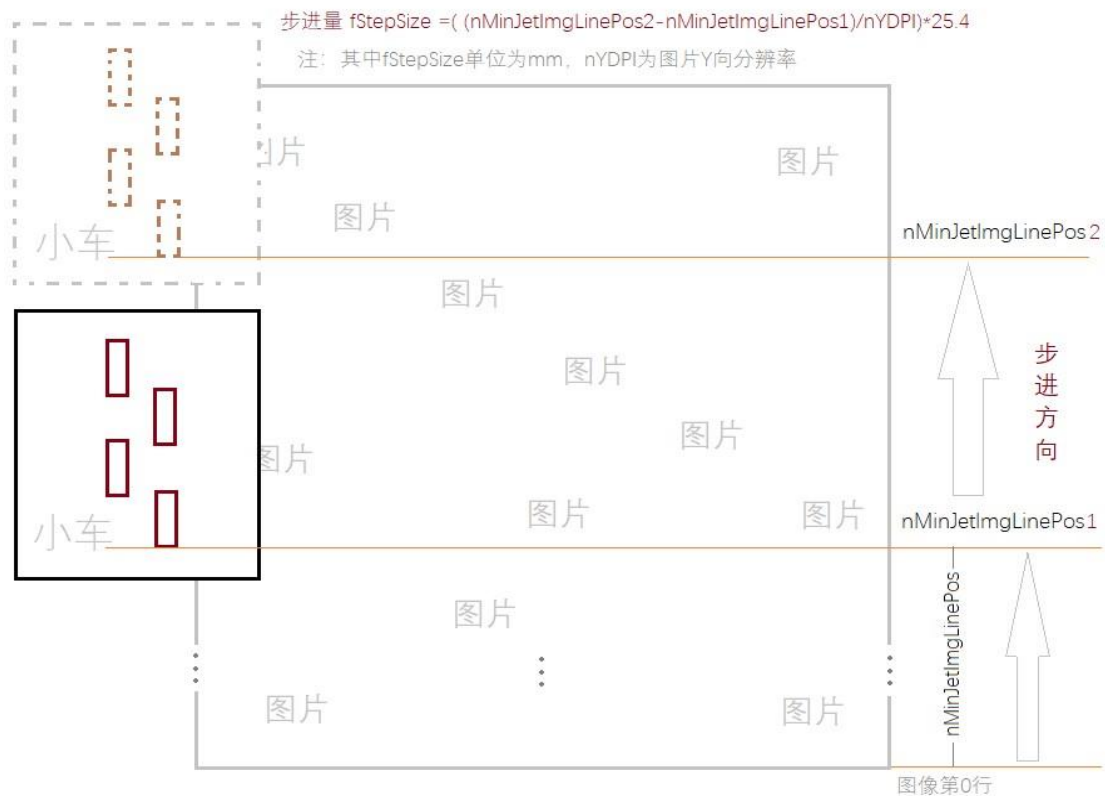 步进量 fStepSize =( (nMinJetImgLinePos2-nMinJetImgLinePos1)/nYDPI)*25.4
注：其中fStepSize单位为mm，nYDPI为图片Y向分辨率
图片
图片
图片
小车
nMinJetImgLinePos2
图片
图片
步进方向
图片
图片
图片
图片
小车
nMinJetImgLinePos1
图片
nMinJetImgLinePos
图片
图片
图像第0行